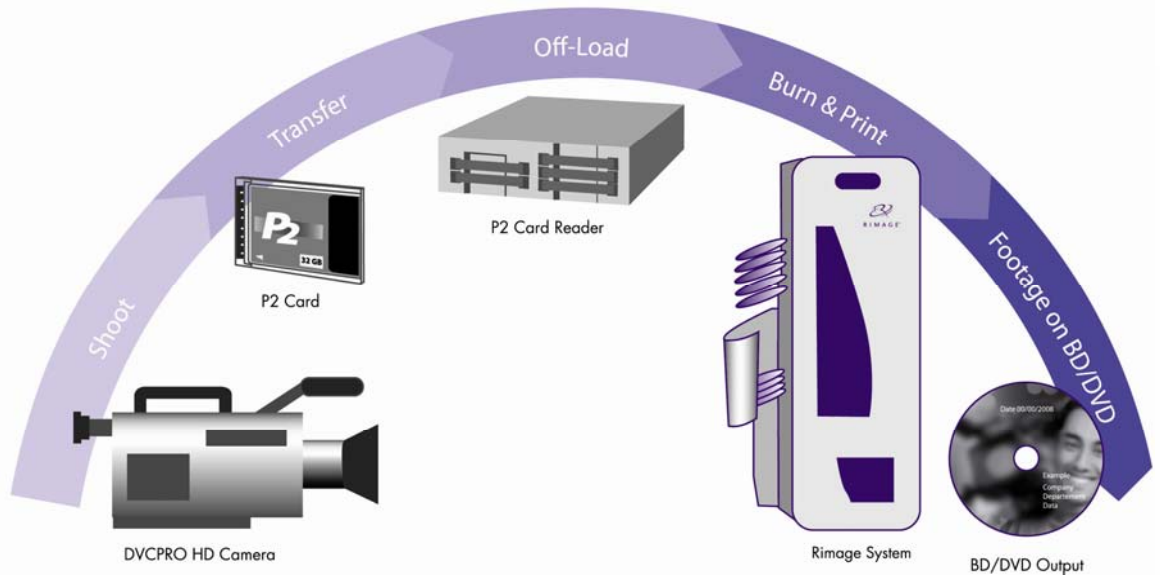 Shoot
Transfer
Off-Load
Burn & Print
Footage on BD/DVD
P2
32 GB
P2 Card
P2 Card Reader
DVCPRO HD Camera
RIMAGE
Rimage System
Date 00/00/2008
Example
Company
Departement
Data
BD/DVD Output